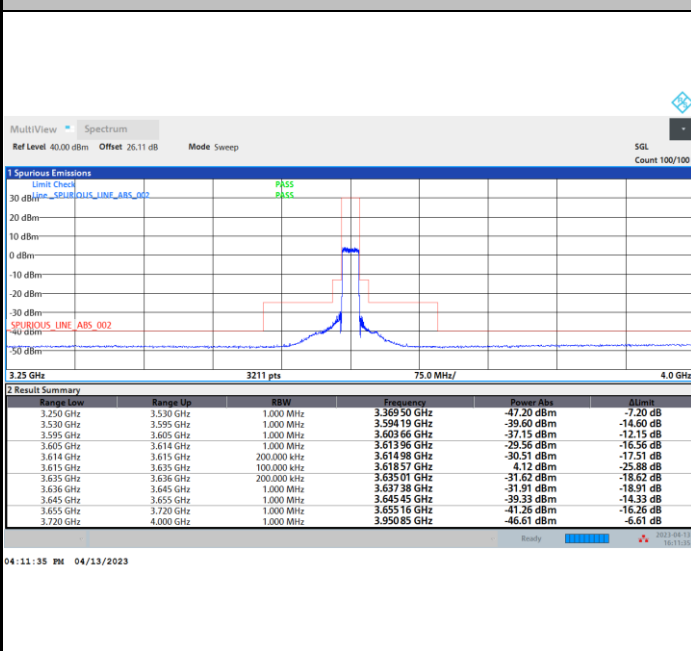 MultiView Spectrum
Ref Level 40.00 dBm Offset 26.11 dB Mode Sweep SGL
Count 100/100
1 Spurious Emissions
Limit Check PASS
Line _SPURIOUS_LINE_ABS_002 PASS
30 dBm
20 dBm
10 dBm
0 dBm
-10 dBm
-20 dBm
-30 dBm
SPURIOUS_LINE_ABS_002
-40 dBm
-50 dBm
3.25 GHz 3211 pts 75.0 MHz/ 4.0 GHz
2 Result Summary
Range Low Range Up RBW Frequency Power Abs ΔLimit
3.250 GHz 3.530 GHz 1.000 MHz 3.36950 GHz -47.20 dBm -7.20 dB
3.530 GHz 3.595 GHz 1.000 MHz 3.59419 GHz -39.60 dBm -14.60 dB
3.595 GHz 3.605 GHz 1.000 MHz 3.60366 GHz -37.15 dBm -12.15 dB
3.605 GHz 3.614 GHz 1.000 MHz 3.61396 GHz -29.56 dBm -16.56 dB
3.614 GHz 3.615 GHz 200.000 kHz 3.61498 GHz -30.51 dBm -17.51 dB
3.615 GHz 3.635 GHz 100.000 kHz 3.61857 GHz 4.12 dBm -25.88 dB
3.635 GHz 3.636 GHz 200.000 kHz 3.63501 GHz -31.62 dBm -18.62 dB
3.636 GHz 3.645 GHz 1.000 MHz 3.63738 GHz -31.91 dBm -18.91 dB
3.645 GHz 3.655 GHz 1.000 MHz 3.64545 GHz -39.33 dBm -14.33 dB
3.655 GHz 3.720 GHz 1.000 MHz 3.65516 GHz -41.26 dBm -16.26 dB
3.720 GHz 4.000 GHz 1.000 MHz 3.95085 GHz -46.61 dBm -6.61 dB
Ready 2023-04-13
16:11:35
04:11:35 PM 04/13/2023